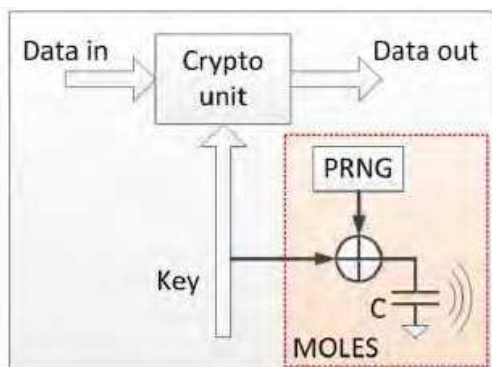 Data in
Crypto
unit
Data out
PRNG
Key
C
MOLES